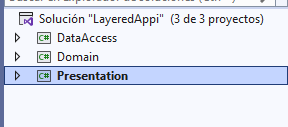 Solución "LayeredAppi" (3 de 3 proyectos)
C# DataAccess
C# Domain
C# Presentation